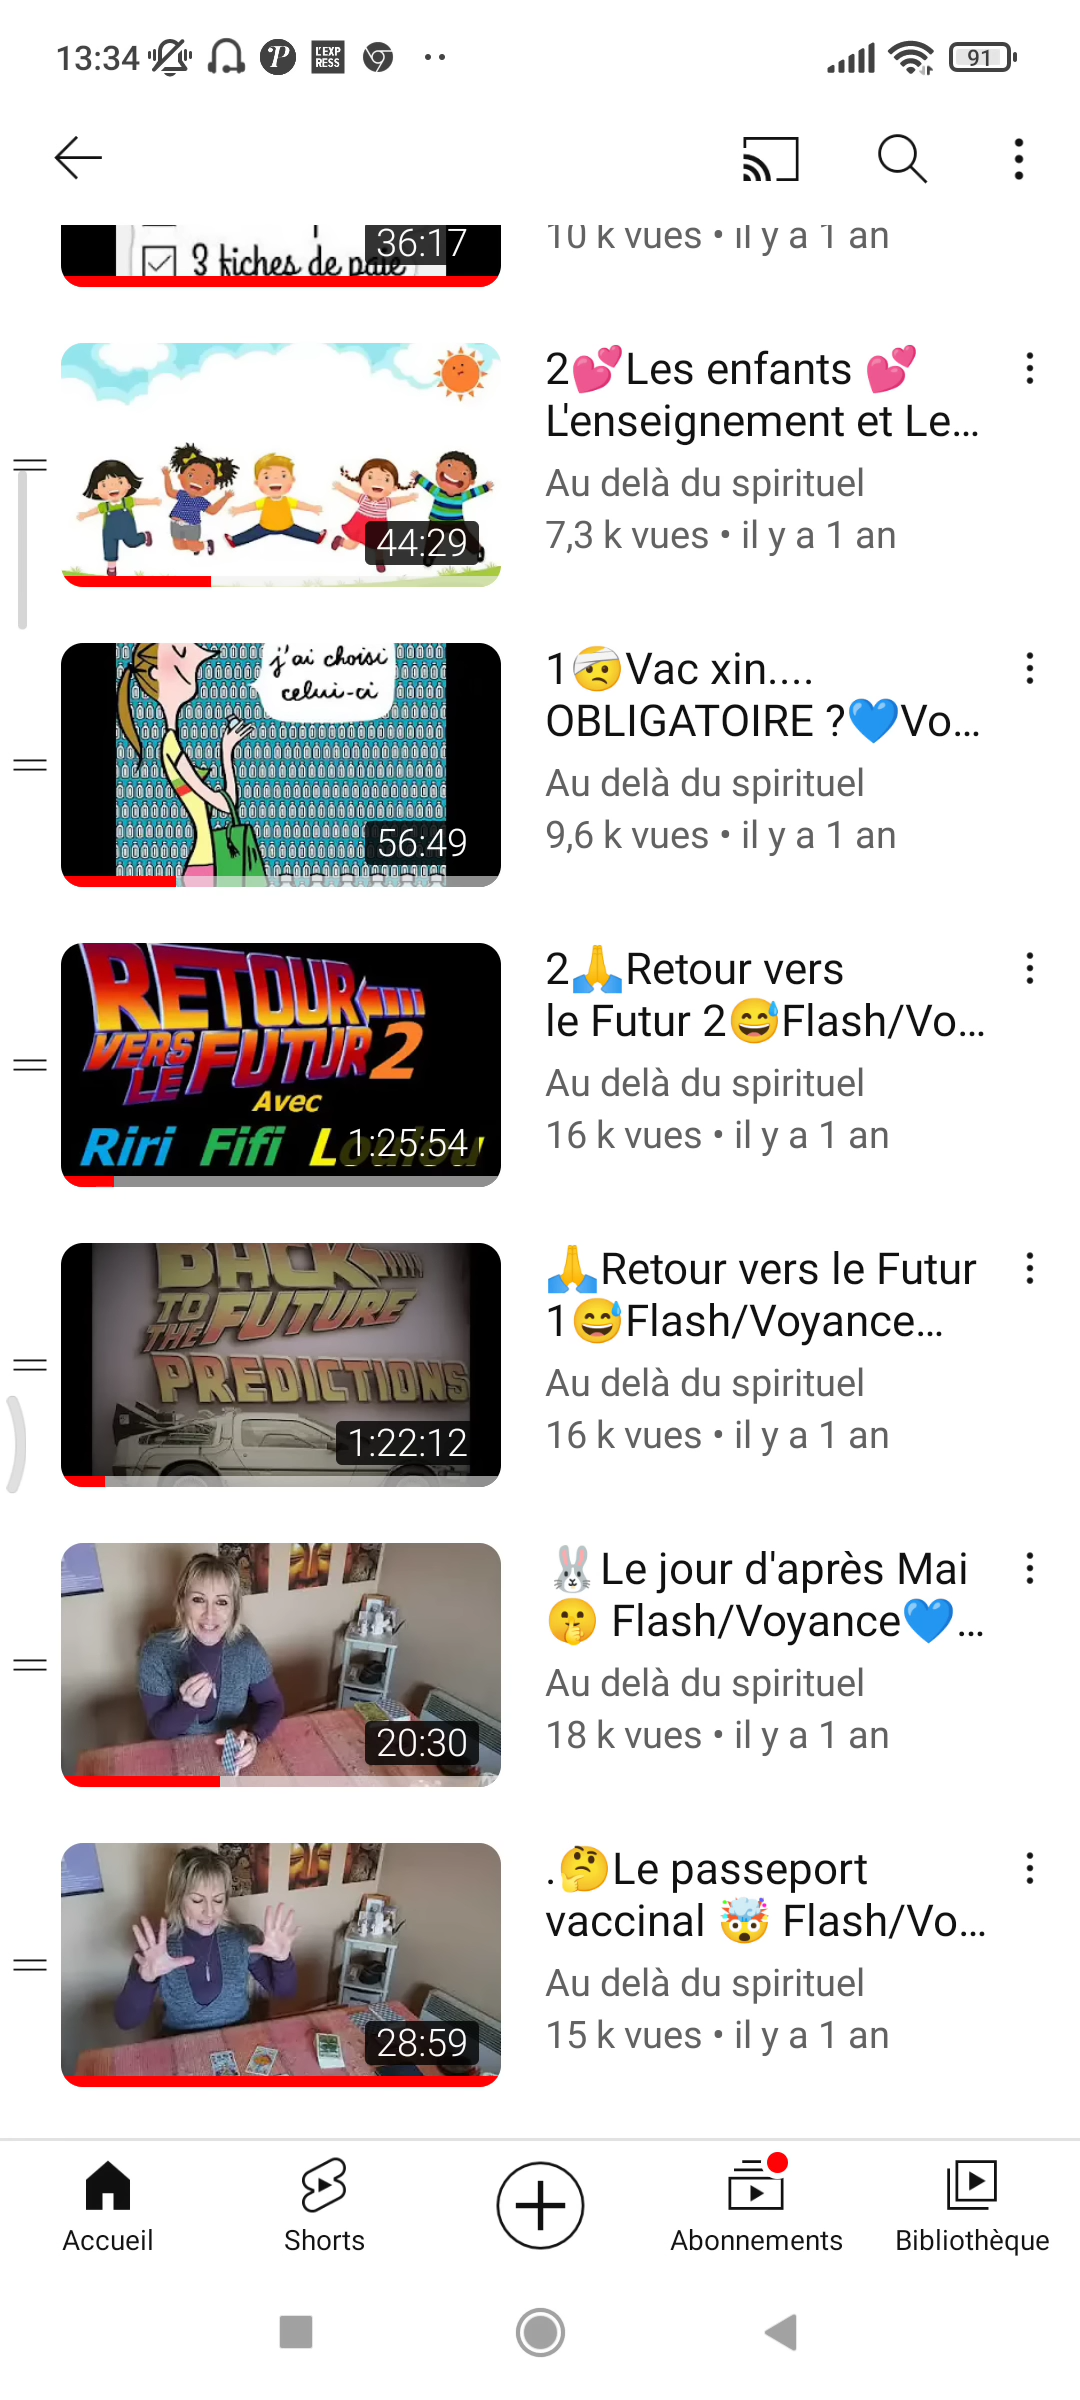 13:34
L'EXP
RESS
91
3 fiches de paie
36:17
10 k vues • il y a 1 an
2💕Les enfants 💕
L'enseignement et Le...
Au delà du spirituel
7,3 k vues • il y a 1 an
44:29
j'ai choisi
celui-ci
56:49
1🤕Vac xin....
OBLIGATOIRE ?💙Vo...
Au delà du spirituel
9,6 k vues • il y a 1 an
RETOUR
VERS LE FUTUR 2
Avec
Riri Fifi Loulou
1:25:54
2🙏Retour vers
le Futur 2😅Flash/Vo...
Au delà du spirituel
16 k vues • il y a 1 an
BACK
TO THE FUTURE
PREDICTIONS
1:22:12
🙏Retour vers le Futur
1😅Flash/Voyance...
Au delà du spirituel
16 k vues • il y a 1 an
20:30
🐰Le jour d'après Mai
🤫 Flash/Voyance💙...
Au delà du spirituel
18 k vues • il y a 1 an
28:59
.🤔Le passeport
vaccinal 🤯 Flash/Vo...
Au delà du spirituel
15 k vues • il y a 1 an
Accueil
Shorts
Abonnements
Bibliothèque